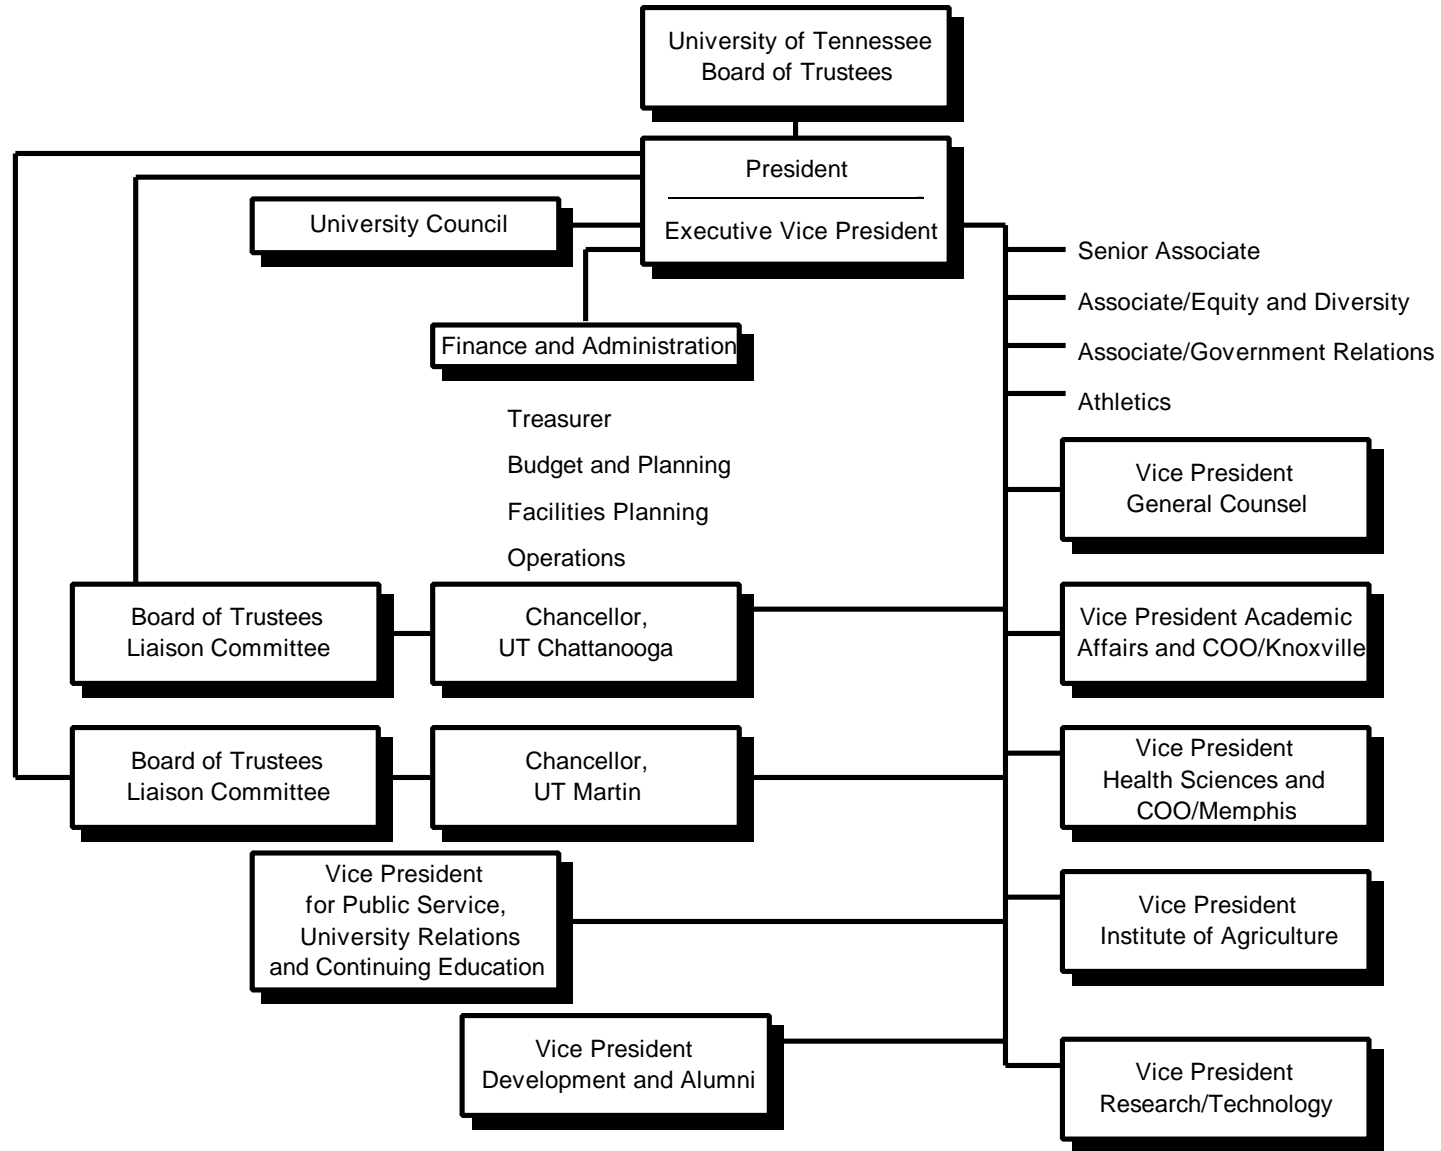 University of Tennessee
Board of Trustees
President
Executive Vice President
University Council
Senior Associate
Associate/Equity and Diversity
Associate/Government Relations
Athletics
Finance and Administration
Treasurer
Budget and Planning
Facilities Planning
Operations
Vice President
General Counsel
Board of Trustees
Liaison Committee
Chancellor,
UT Chattanooga
Vice President Academic
Affairs and COO/Knoxville
Board of Trustees
Liaison Committee
Chancellor,
UT Martin
Vice President
Health Sciences and
COO/Memphis
Vice President
for Public Service,
University Relations
and Continuing Education
Vice President
Institute of Agriculture
Vice President
Development and Alumni
Vice President
Research/Technology